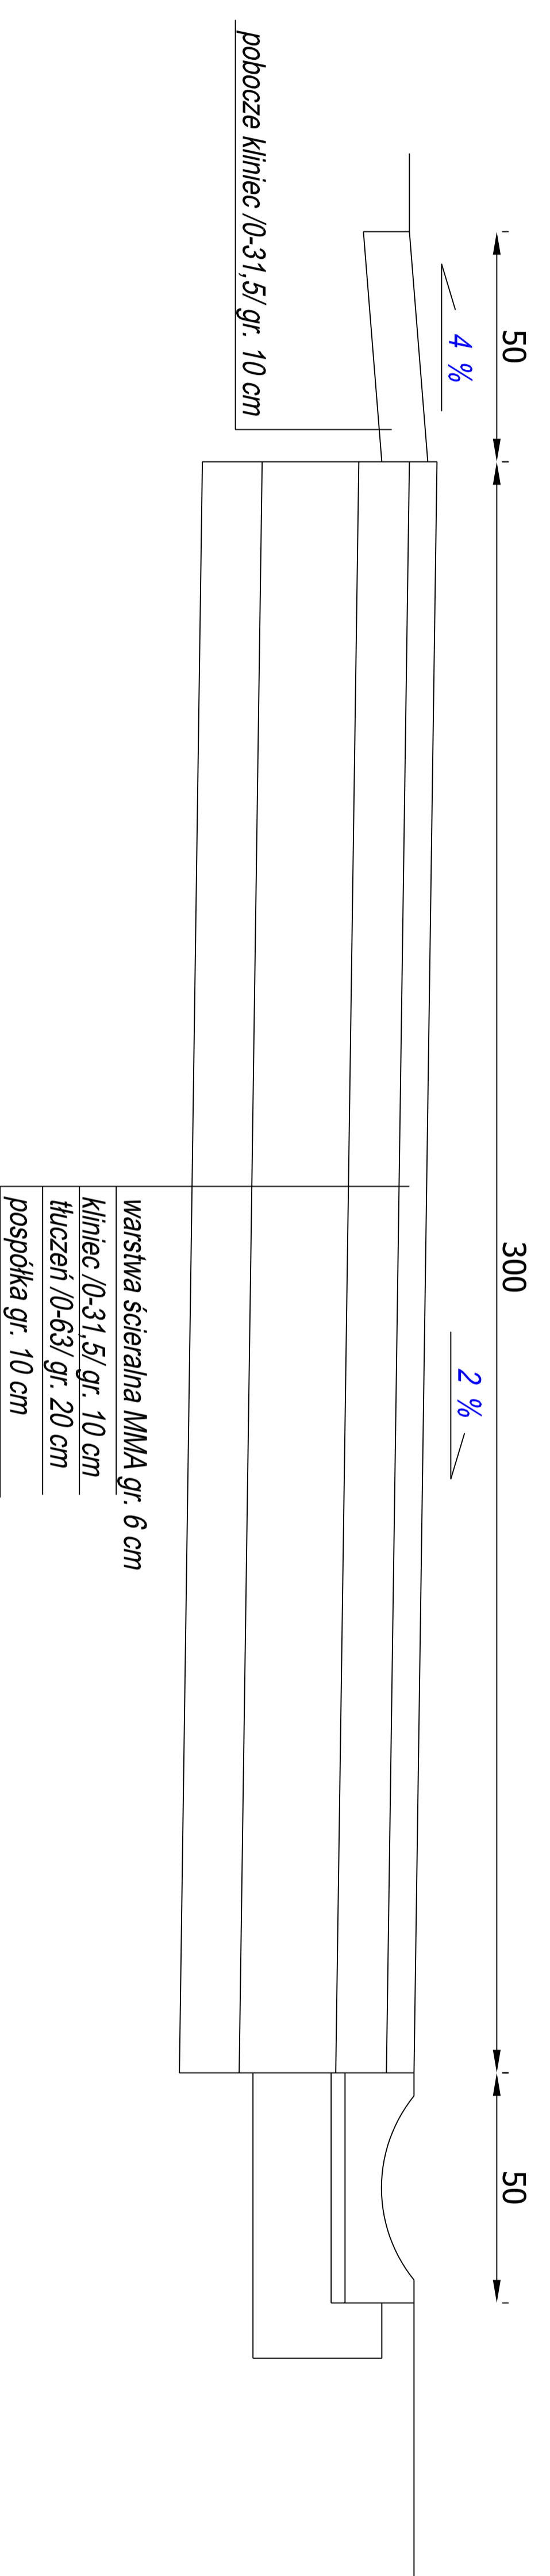 50
300
50
4 %
2 %
pobocze kliniec /0-31,5/ gr. 10 cm
warstwa ścieralna MMA gr. 6 cm
kliniec /0-31,5/ gr. 10 cm
tłuczeń /0-63/ gr. 20 cm
pospółka gr. 10 cm